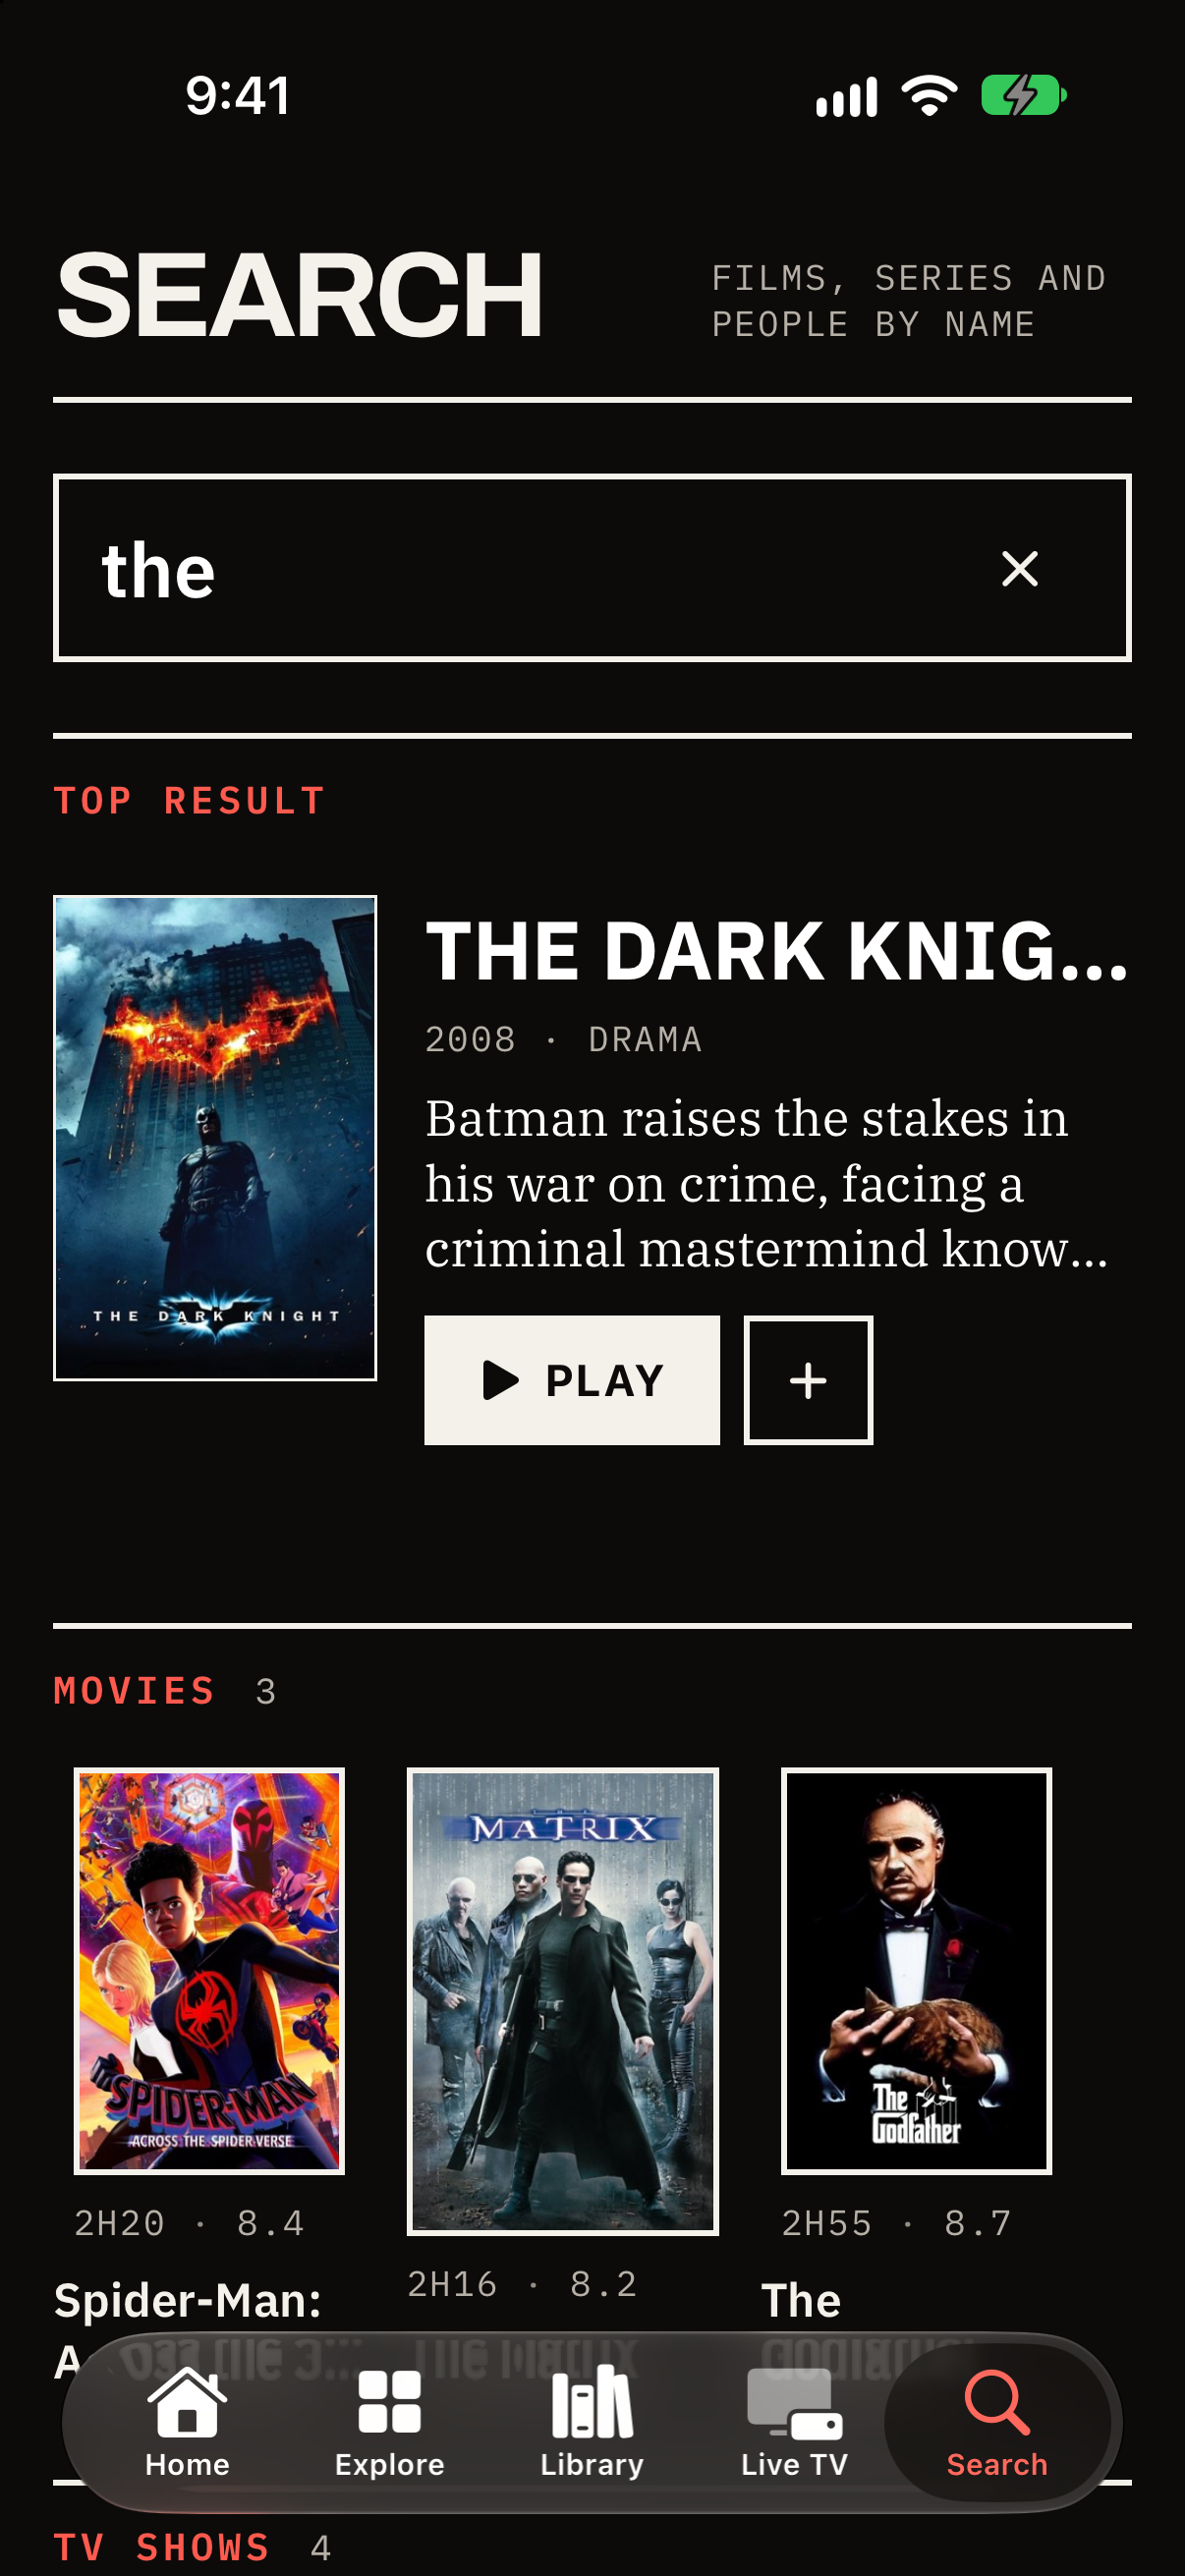 9:41
SEARCH
FILMS, SERIES AND
PEOPLE BY NAME
the
TOP RESULT
THE DARK KNIGHT
THE DARK KNIG...
2008 · DRAMA
Batman raises the stakes in
his war on crime, facing a
criminal mastermind know...
PLAY
MOVIES 3
SPIDER-MAN
ACROSS THE SPIDER-VERSE
THE
MATRIX
The
Godfather
2H20 · 8.4
2H16 · 8.2
2H55 · 8.7
Spider-Man:
The
Home
Explore
Library
Live TV
Search
TV SHOWS 4